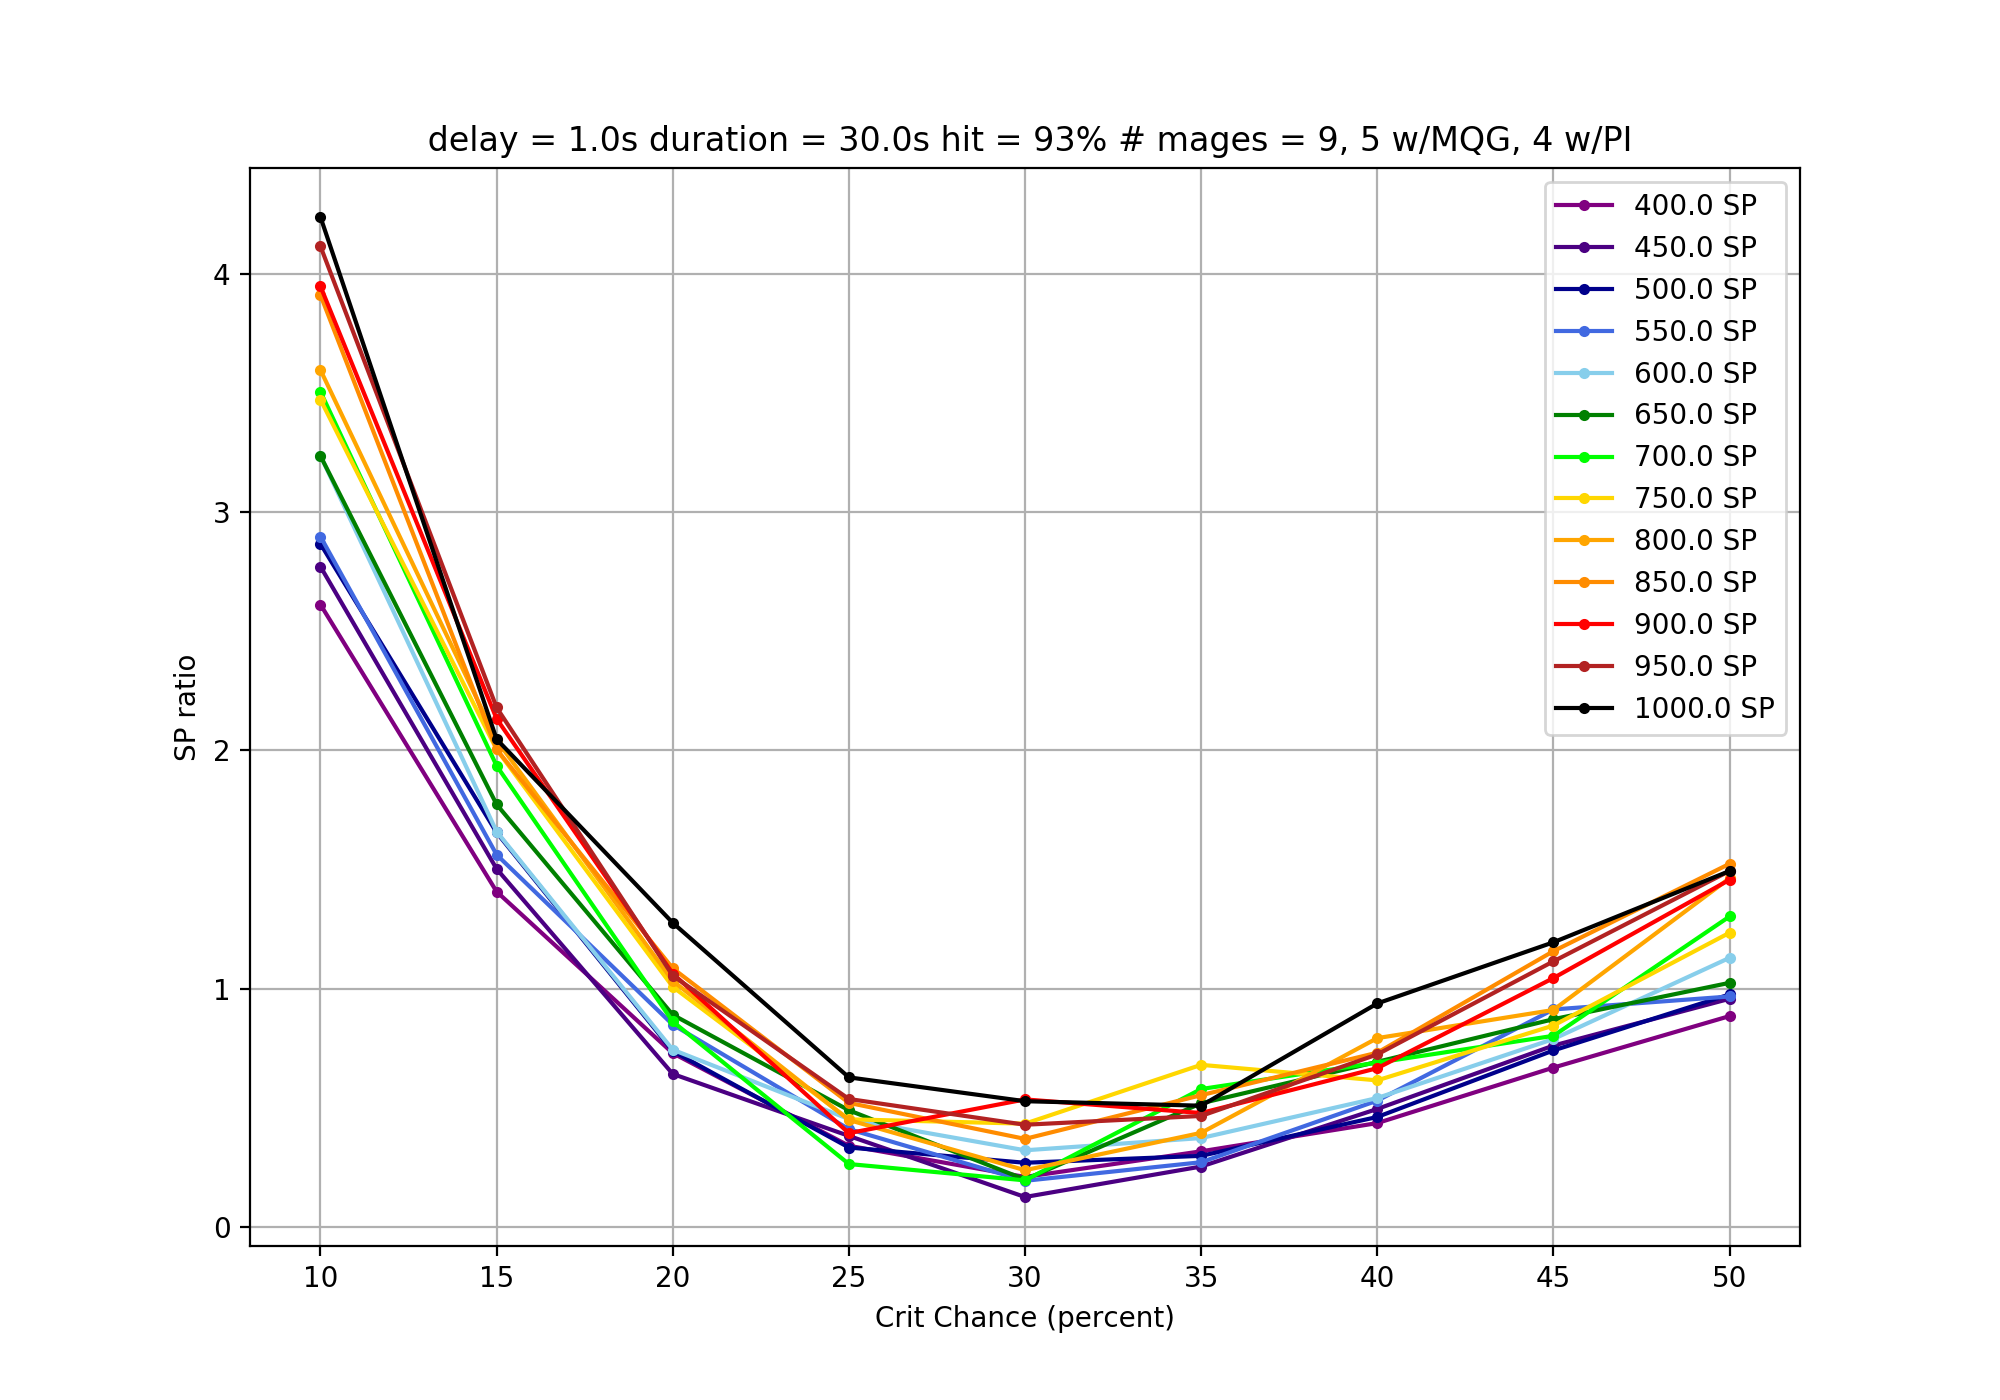 delay = 1.0s duration = 30.0s hit = 93% # mages = 9, 5 w/MQG, 4 w/PI
400.0 SP
450.0 SP
500.0 SP
550.0 SP
600.0 SP
650.0 SP
700.0 SP
750.0 SP
800.0 SP
850.0 SP
900.0 SP
950.0 SP
1000.0 SP
SP ratio
4
3
2
1
0
10 15 20 25 30 35 40 45 50
Crit Chance (percent)